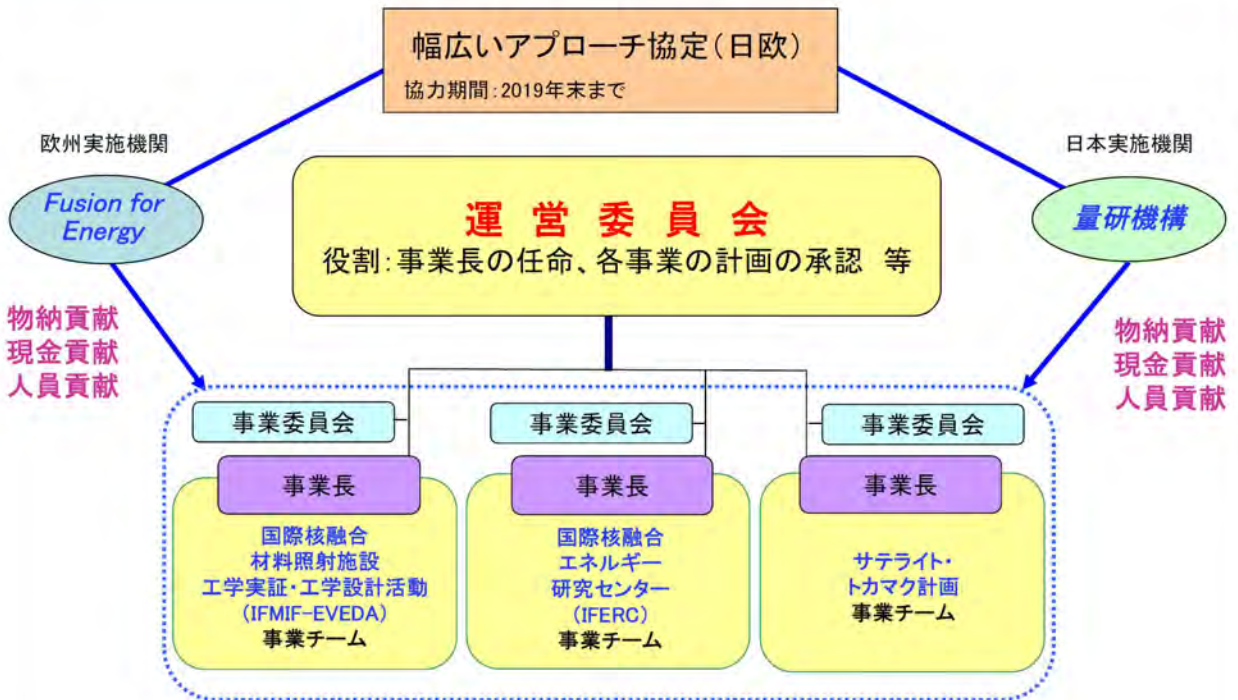 幅広いアプローチ協定(日欧)
協力期間:2019年末まで
欧州実施機関
日本実施機関
Fusion for
Energy
量研機構
運営委員会
役割:事業長の任命、各事業の計画の承認 等
物納貢献
現金貢献
人員貢献
物納貢献
現金貢献
人員貢献
事業委員会
事業委員会
事業委員会
事業長
事業長
事業長
国際核融合
材料照射施設
工学実証・工学設計活動
(IFMIF-EVEDA)
事業チーム
国際核融合
エネルギー
研究センター
(IFERC)
事業チーム
サテライト・
トカマク計画
事業チーム